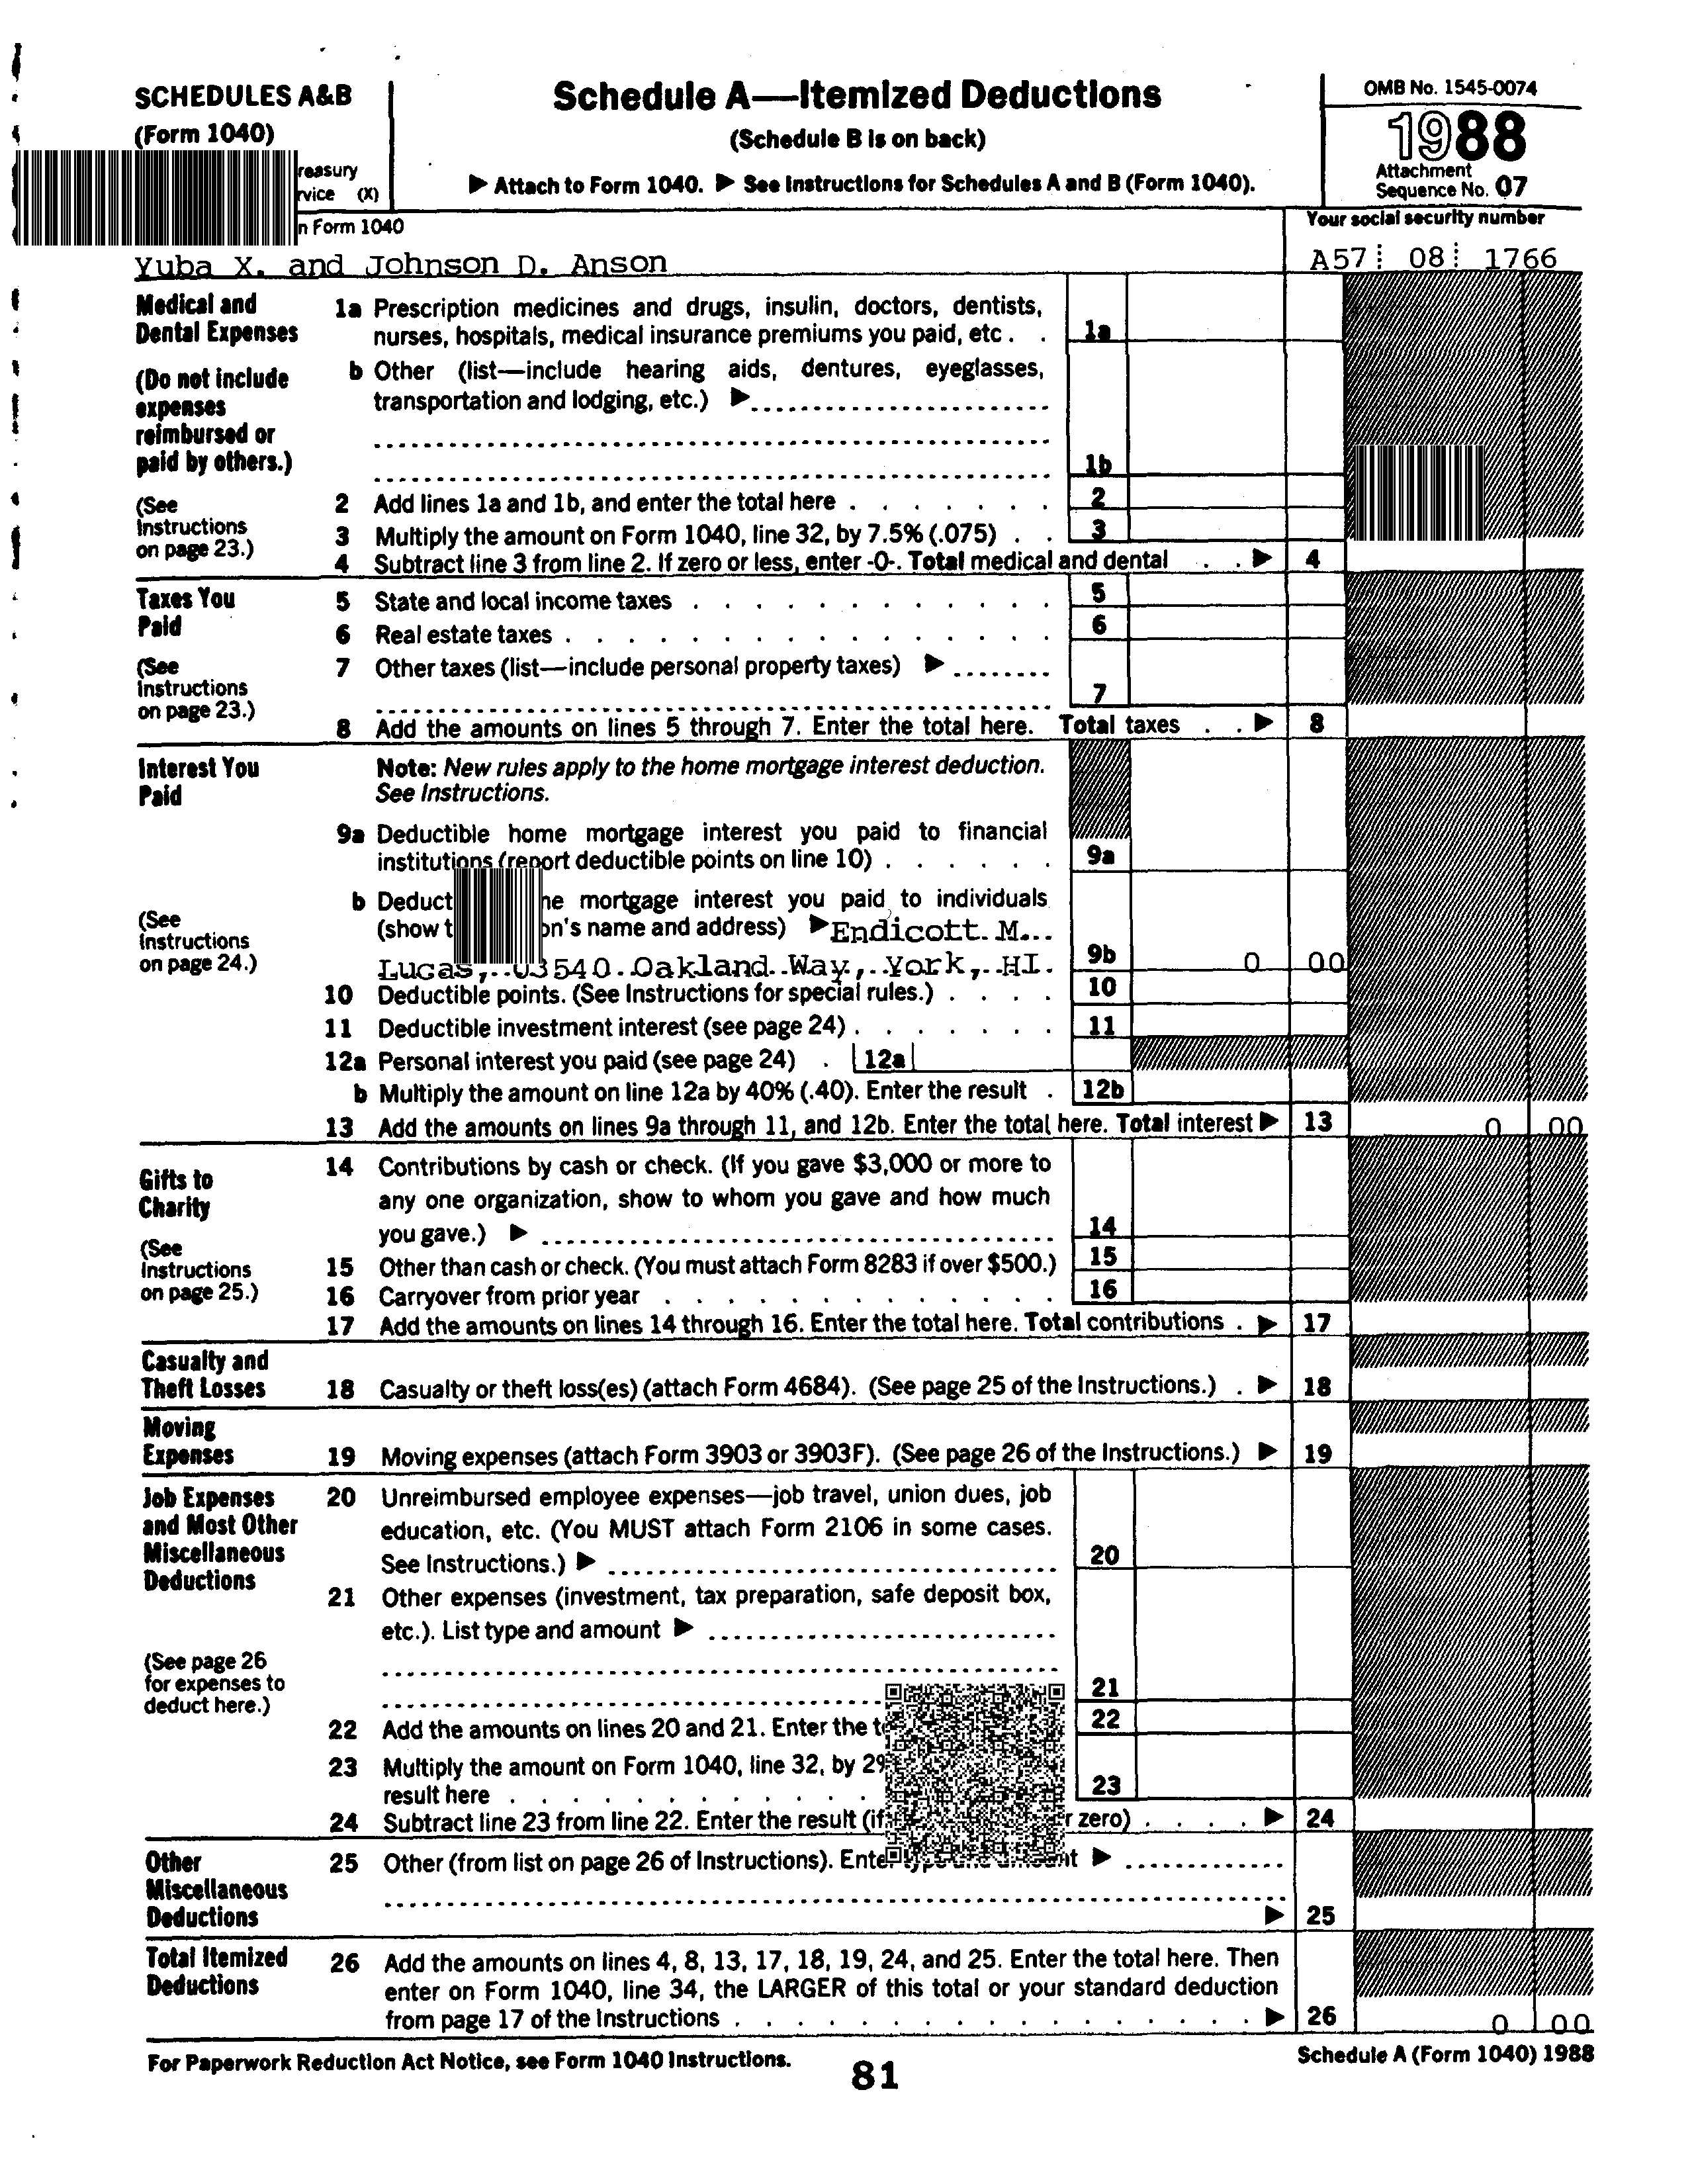 SCHEDULES A&B
(Form 1040)
reasury
rvice (X)
Schedule A—Itemized Deductions
(Schedule B is on back)
▶ Attach to Form 1040. ▶ See Instructions for Schedules A and B (Form 1040).
OMB No. 1545-0074
1988
Attachment
Sequence No. 07
n Form 1040
Your social security number
Yuba X. and Johnson D. Anson
A57 08 1766
Medical and
Dental Expenses
(Do not include
expenses
reimbursed or
paid by others.)
(See
Instructions
on page 23.)
1a Prescription medicines and drugs, insulin, doctors, dentists,
nurses, hospitals, medical insurance premiums you paid, etc . . 1a
b Other (list—include hearing aids, dentures, eyeglasses,
transportation and lodging, etc.) ▶
1b
2 Add lines 1a and 1b, and enter the total here . . . . . . . 2
3 Multiply the amount on Form 1040, line 32, by 7.5% (.075) . . 3
4 Subtract line 3 from line 2. If zero or less, enter -0-. Total medical and dental . . ▶ 4
Taxes You
Paid
(See
Instructions
on page 23.)
5 State and local income taxes . . . . . . . . . . . . 5
6 Real estate taxes . . . . . . . . . . . . . . . . . 6
7 Other taxes (list—include personal property taxes) ▶
7
8 Add the amounts on lines 5 through 7. Enter the total here. Total taxes . . ▶ 8
Interest You
Paid
(See
Instructions
on page 24.)
Note: New rules apply to the home mortgage interest deduction.
See Instructions.
9a Deductible home mortgage interest you paid to financial
institutions (report deductible points on line 10) . . . . . . 9a
b Deduct he mortgage interest you paid to individuals
(show t on's name and address) ▶ Endicott M.
Lucas, 03540 Oakland Way, York, HI. 9b 0 00
10 Deductible points. (See Instructions for special rules.) . . . . 10
11 Deductible investment interest (see page 24) . . . . . . . 11
12a Personal interest you paid (see page 24) . 12a
b Multiply the amount on line 12a by 40% (.40). Enter the result . 12b
13 Add the amounts on lines 9a through 11, and 12b. Enter the total here. Total interest ▶ 13 0 00
Gifts to
Charity
(See
Instructions
on page 25.)
14 Contributions by cash or check. (If you gave $3,000 or more to
any one organization, show to whom you gave and how much
you gave.) ▶ 14
15 Other than cash or check. (You must attach Form 8283 if over $500.) 15
16 Carryover from prior year . . . . . . . . . . . . . 16
17 Add the amounts on lines 14 through 16. Enter the total here. Total contributions . ▶ 17
Casualty and
Theft Losses
18 Casualty or theft loss(es) (attach Form 4684). (See page 25 of the Instructions.) . ▶ 18
Moving
Expenses
19 Moving expenses (attach Form 3903 or 3903F). (See page 26 of the Instructions.) ▶ 19
Job Expenses
and Most Other
Miscellaneous
Deductions
(See page 26
for expenses to
deduct here.)
20 Unreimbursed employee expenses—job travel, union dues, job
education, etc. (You MUST attach Form 2106 in some cases.
See Instructions.) ▶ 20
21 Other expenses (investment, tax preparation, safe deposit box,
etc.). List type and amount ▶
21
22 Add the amounts on lines 20 and 21. Enter the t 22
23 Multiply the amount on Form 1040, line 32, by 2%
result here . . . . . . . . . . . 23
24 Subtract line 23 from line 22. Enter the result (if r zero) . . . . ▶ 24
Other
Miscellaneous
Deductions
25 Other (from list on page 26 of Instructions). Enter type and amount ▶
▶ 25
Total Itemized
Deductions
26 Add the amounts on lines 4, 8, 13, 17, 18, 19, 24, and 25. Enter the total here. Then
enter on Form 1040, line 34, the LARGER of this total or your standard deduction
from page 17 of the Instructions . . . . . . . . . . . . . . . . ▶ 26 0 00
For Paperwork Reduction Act Notice, see Form 1040 Instructions.
81
Schedule A (Form 1040) 1988